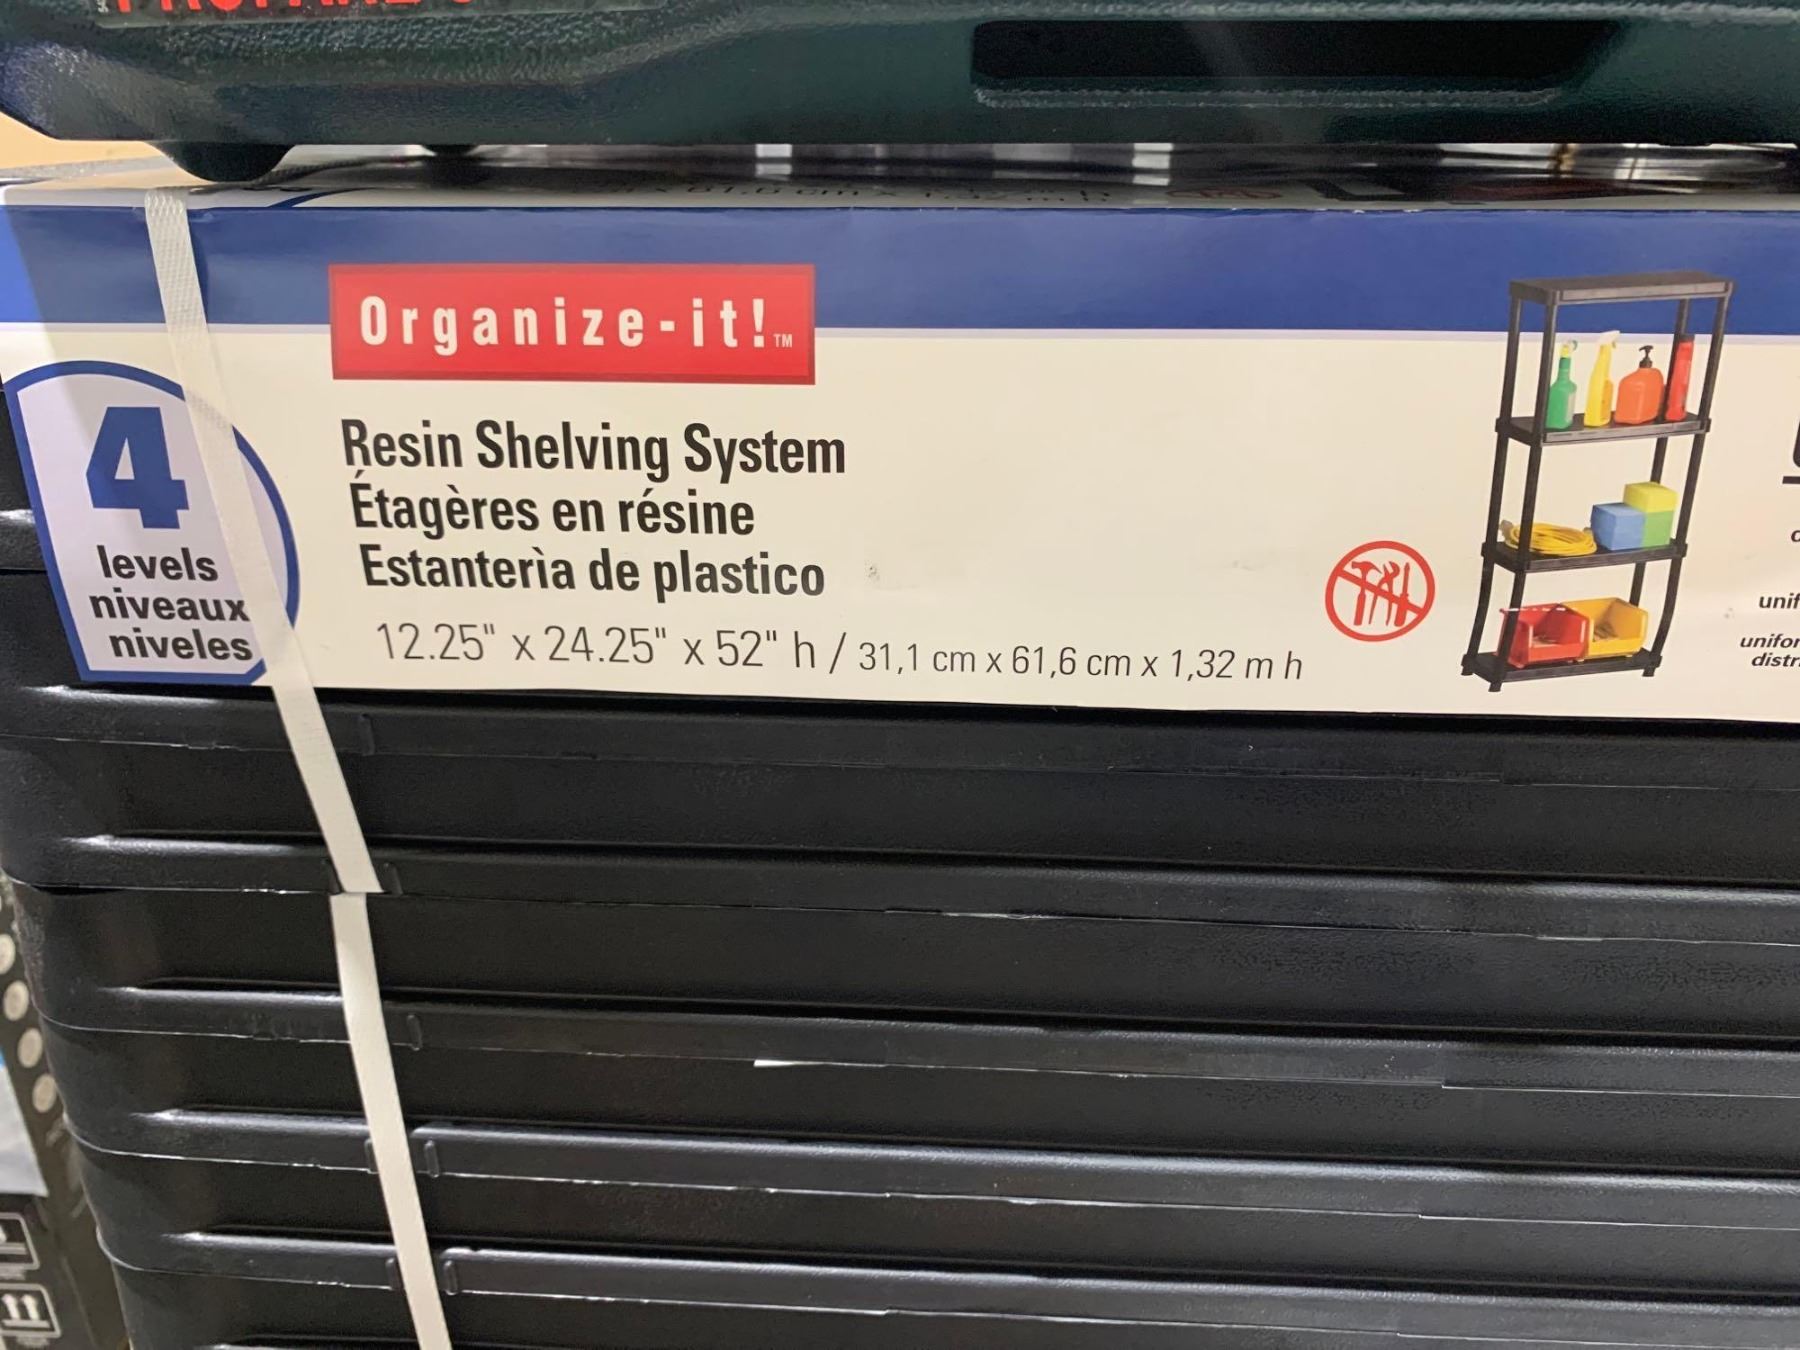 Organize-it!™
4
levels
niveaux
niveles
Resin Shelving System
Étagères en résine
Estanterìa de plastico
12.25" x 24.25" x 52" h / 31,1 cm x 61,6 cm x 1,32 m h